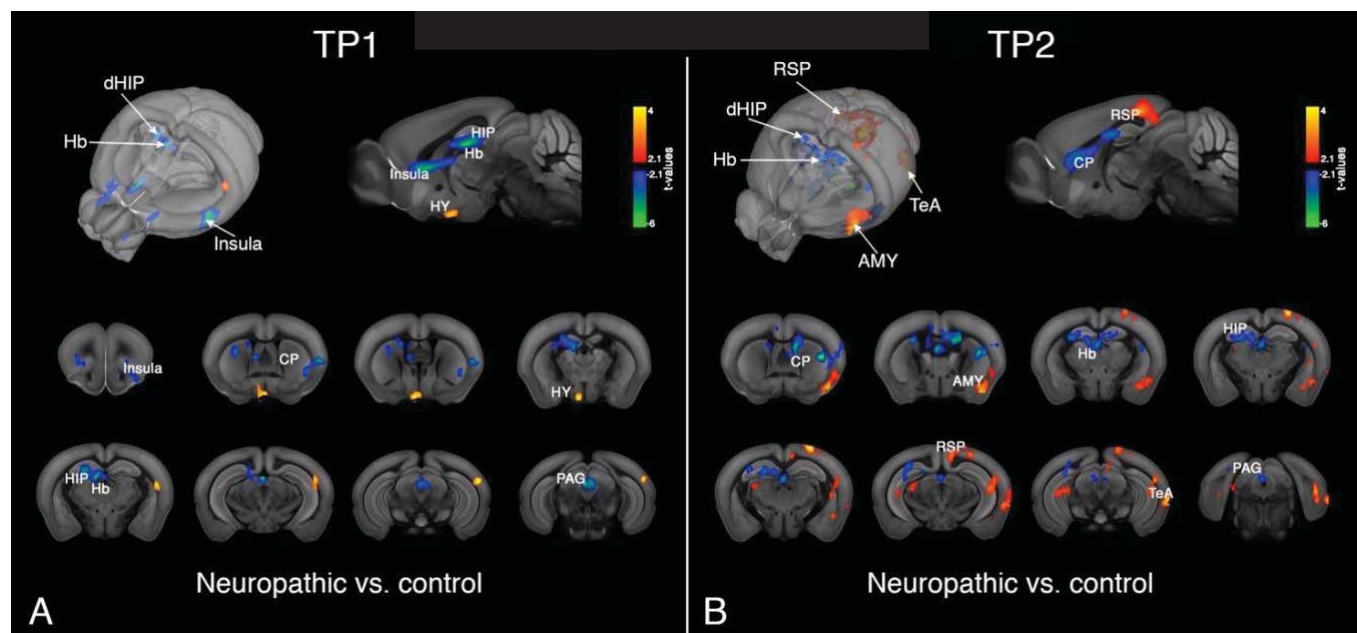 TP1
dHIP
Hb
Insula
HIP
Hb
Insula
HY
4
2.1
-2.1
-6
t-values
Insula
CP
HY
HIP
Hb
PAG
Neuropathic vs. control
A
TP2
RSP
dHIP
Hb
TeA
AMY
RSP
CP
4
2.1
-2.1
-6
t-values
CP
AMY
Hb
HIP
RSP
TeA
PAG
Neuropathic vs. control
B